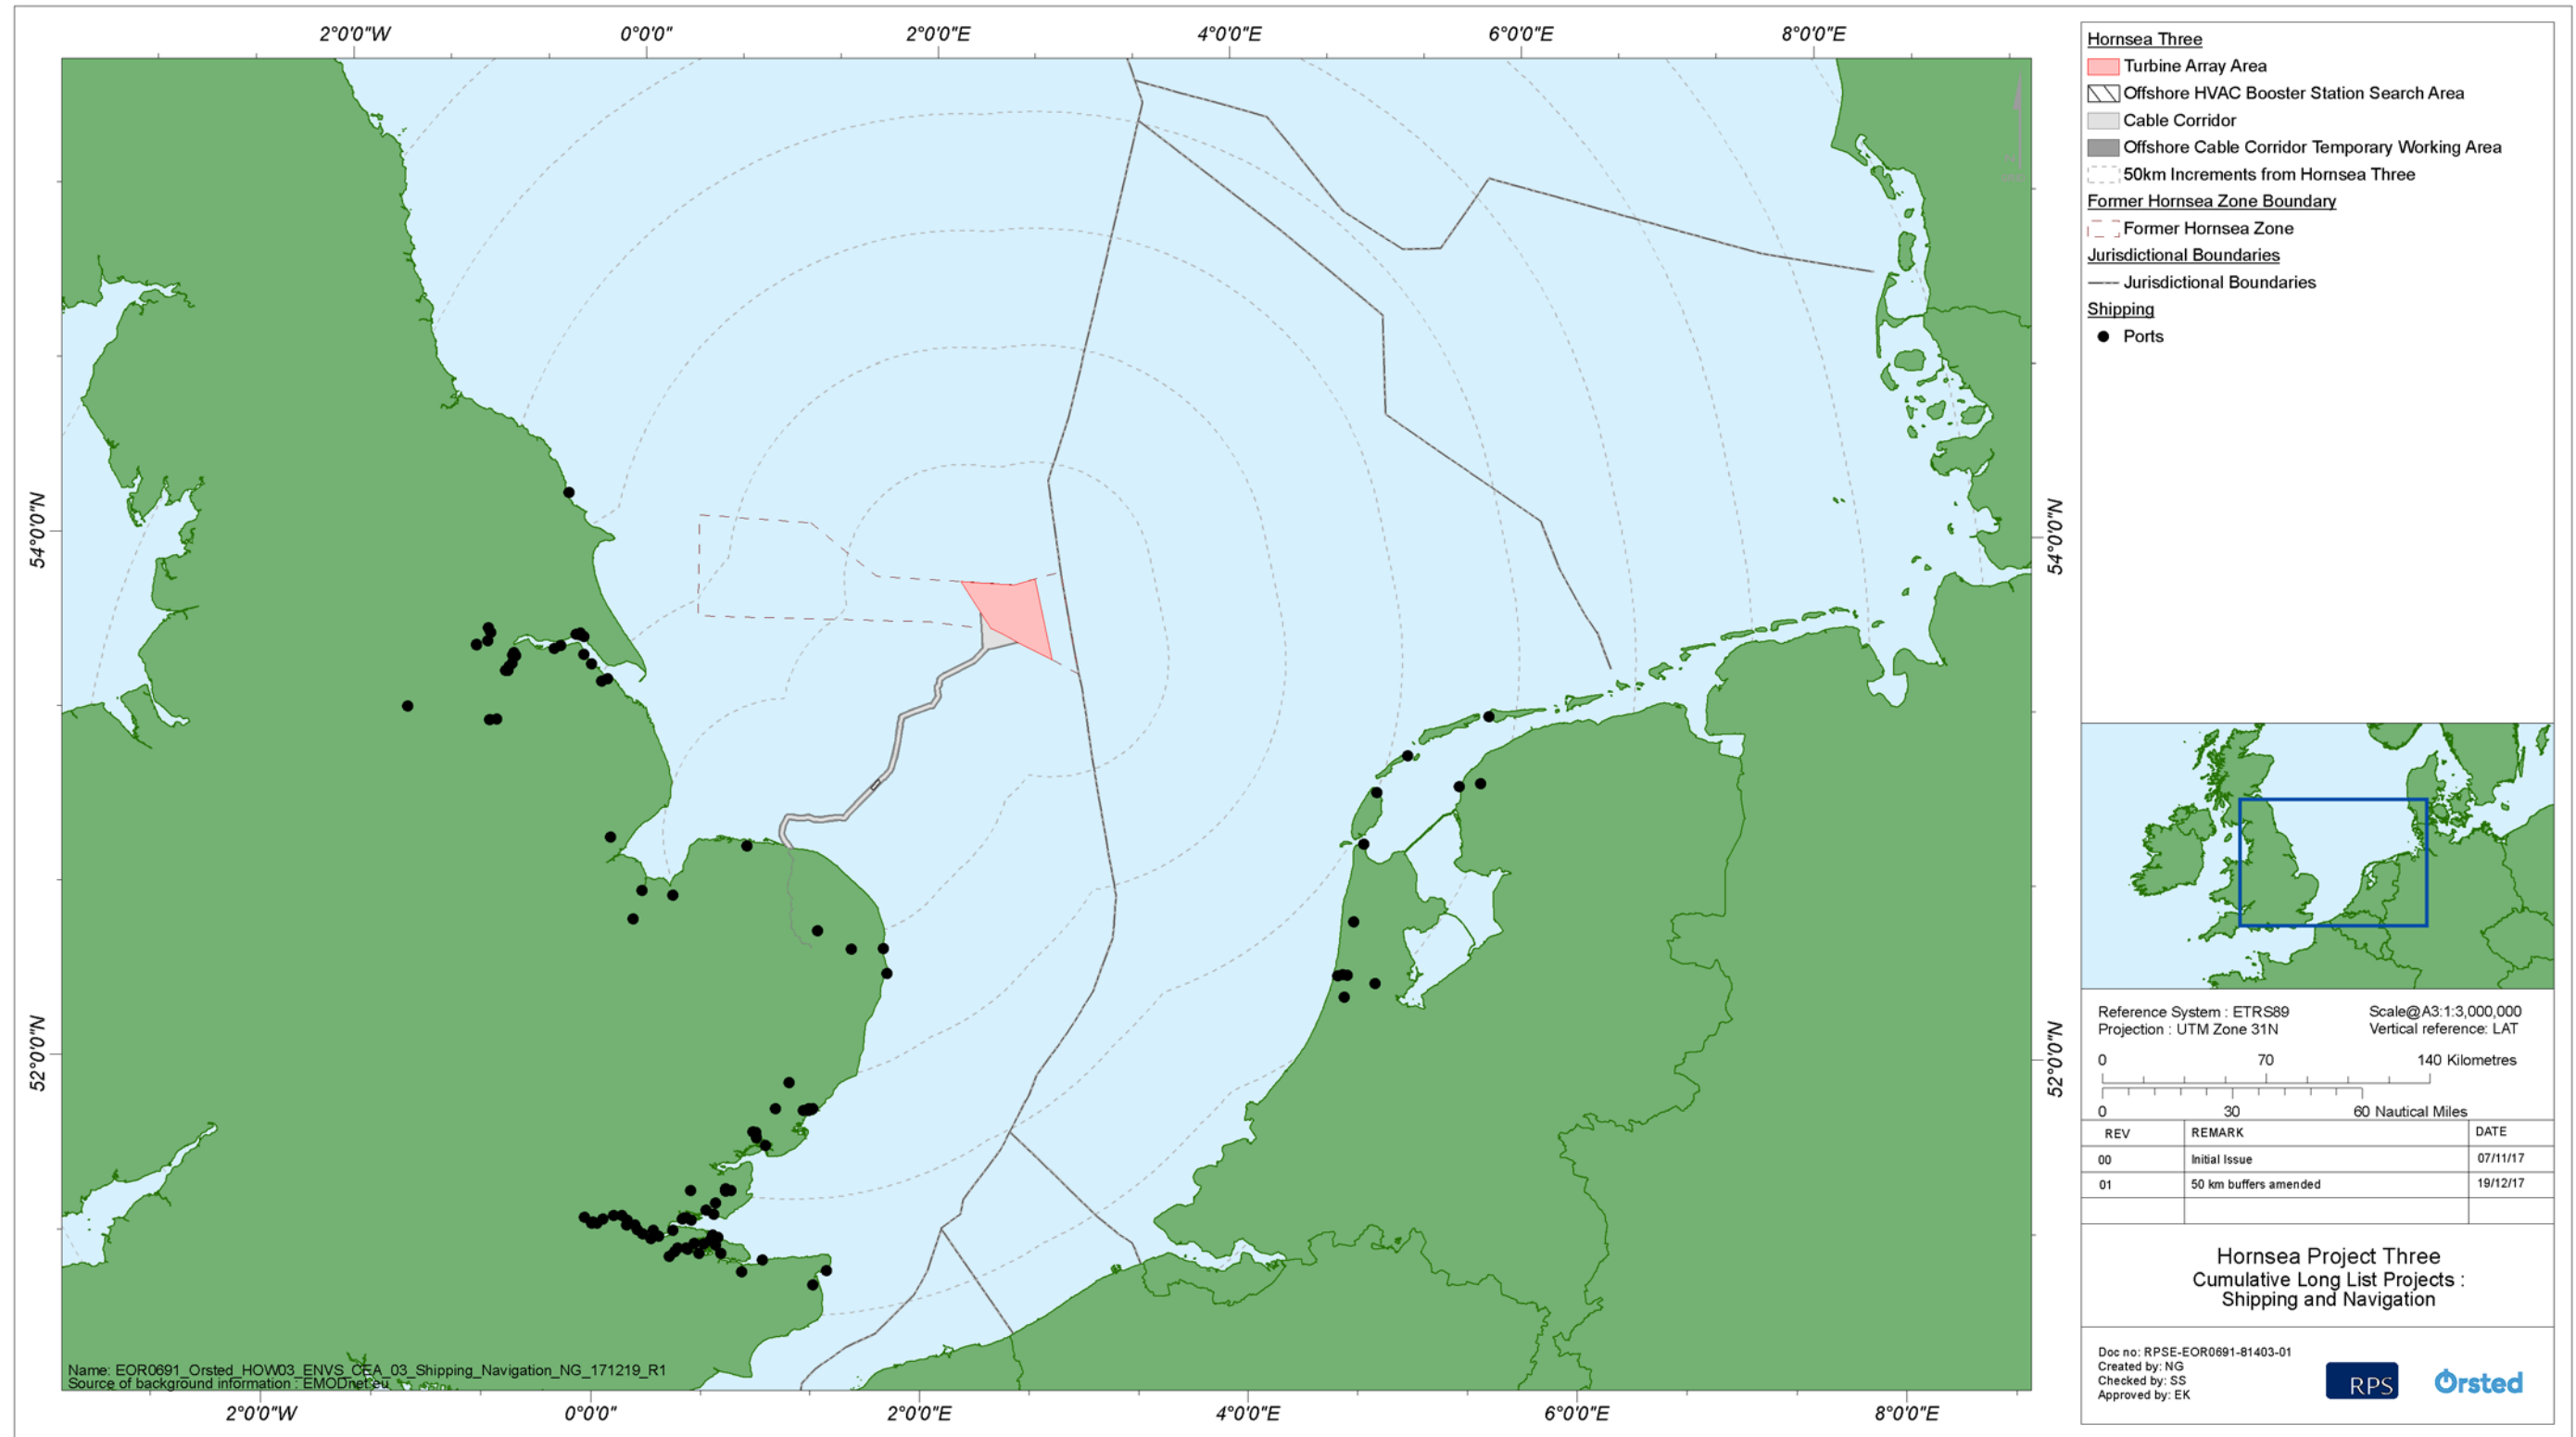 2°0'0"W 0°0'0" 2°0'0"E 4°0'0"E 6°0'0"E 8°0'0"E
54°0'0"N
54°0'0"N
52°0'0"N
52°0'0"N
Name: EOR0691_Orsted_HOW03_ENVS_CEA_03_Shipping_Navigation_NG_171219_R1
Source of background information : EMODnet.eu
2°0'0"W 0°0'0" 2°0'0"E 4°0'0"E 6°0'0"E 8°0'0"E
Hornsea Three
Turbine Array Area
Offshore HVAC Booster Station Search Area
Cable Corridor
Offshore Cable Corridor Temporary Working Area
50km Increments from Hornsea Three
Former Hornsea Zone Boundary
Former Hornsea Zone
Jurisdictional Boundaries
Jurisdictional Boundaries
Shipping
Ports
Reference System : ETRS89 Scale@A3:1:3,000,000
Projection : UTM Zone 31N Vertical reference: LAT
0 70 140 Kilometres
0 30 60 Nautical Miles
REV REMARK DATE
00 Initial Issue 07/11/17
01 50 km buffers amended 19/12/17
Hornsea Project Three
Cumulative Long List Projects :
Shipping and Navigation
Doc no: RPSE-EOR0691-81403-01
Created by: NG
Checked by: SS
Approved by: EK
RPS Ørsted